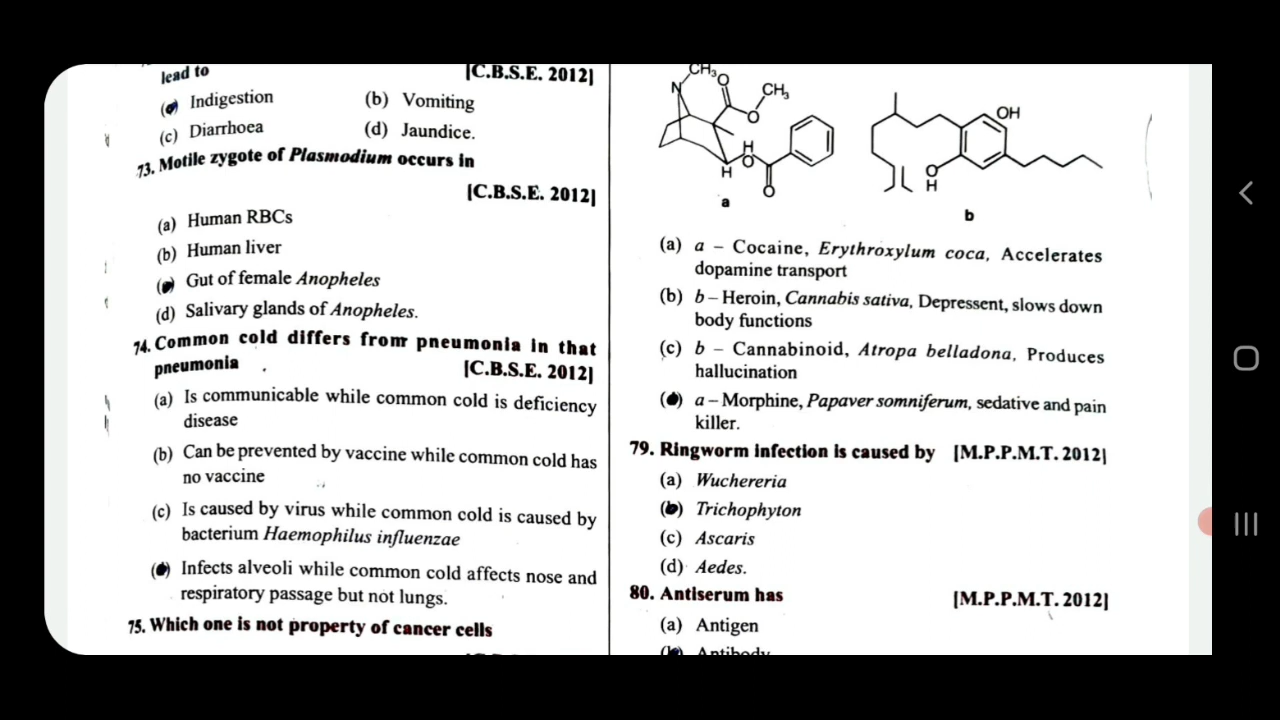 lead to
[C.B.S.E. 2012]
Indigestion
(b) Vomiting
(c) Diarrhoea
(d) Jaundice.
73. Motile zygote of Plasmodium occurs in
[C.B.S.E. 2012]
(a) Human RBCs
(b) Human liver
Gut of female Anopheles
(d) Salivary glands of Anopheles.
74. Common cold differs from pneumonia in that
pneumonia
[C.B.S.E. 2012]
(a) Is communicable while common cold is deficiency
disease
(b) Can be prevented by vaccine while common cold has
no vaccine
(c) Is caused by virus while common cold is caused by
bacterium Haemophilus influenzae
Infects alveoli while common cold affects nose and
respiratory passage but not lungs.
75. Which one is not property of cancer cells
CH3
N
O
CH3
O
H
O
H
O
a
OH
O
H
b
(a) a – Cocaine, Erythroxylum coca, Accelerates
dopamine transport
(b) b – Heroin, Cannabis sativa, Depressent, slows down
body functions
(c) b – Cannabinoid, Atropa belladona, Produces
hallucination
a – Morphine, Papaver somniferum, sedative and pain
killer.
79. Ringworm infection is caused by [M.P.P.M.T. 2012]
(a) Wuchereria
(b) Trichophyton
(c) Ascaris
(d) Aedes.
80. Antiserum has
[M.P.P.M.T. 2012]
(a) Antigen
Antibody